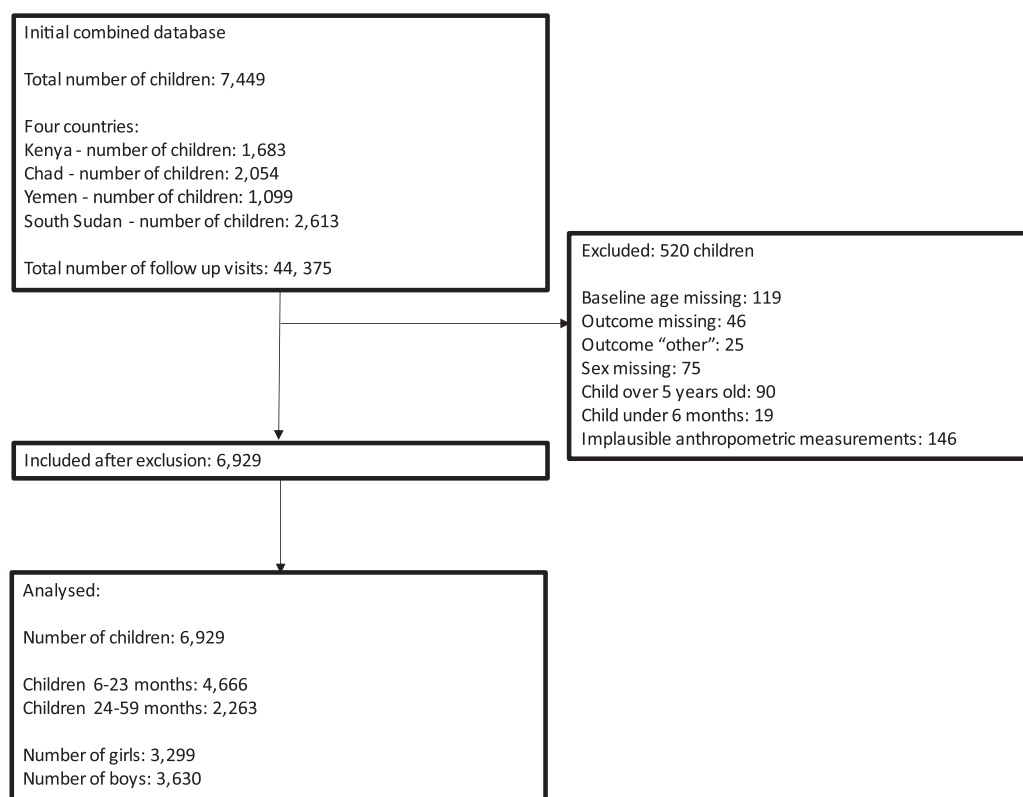 Initial combined database
Total number of children: 7,449
Four countries:
Kenya - number of children: 1,683
Chad - number of children: 2,054
Yemen - number of children: 1,099
South Sudan - number of children: 2,613
Total number of follow up visits: 44, 375
Excluded: 520 children
Baseline age missing: 119
Outcome missing: 46
Outcome “other”: 25
Sex missing: 75
Child over 5 years old: 90
Child under 6 months: 19
Implausible anthropometric measurements: 146
Included after exclusion: 6,929
Analysed:
Number of children: 6,929
Children 6-23 months: 4,666
Children 24-59 months: 2,263
Number of girls: 3,299
Number of boys: 3,630